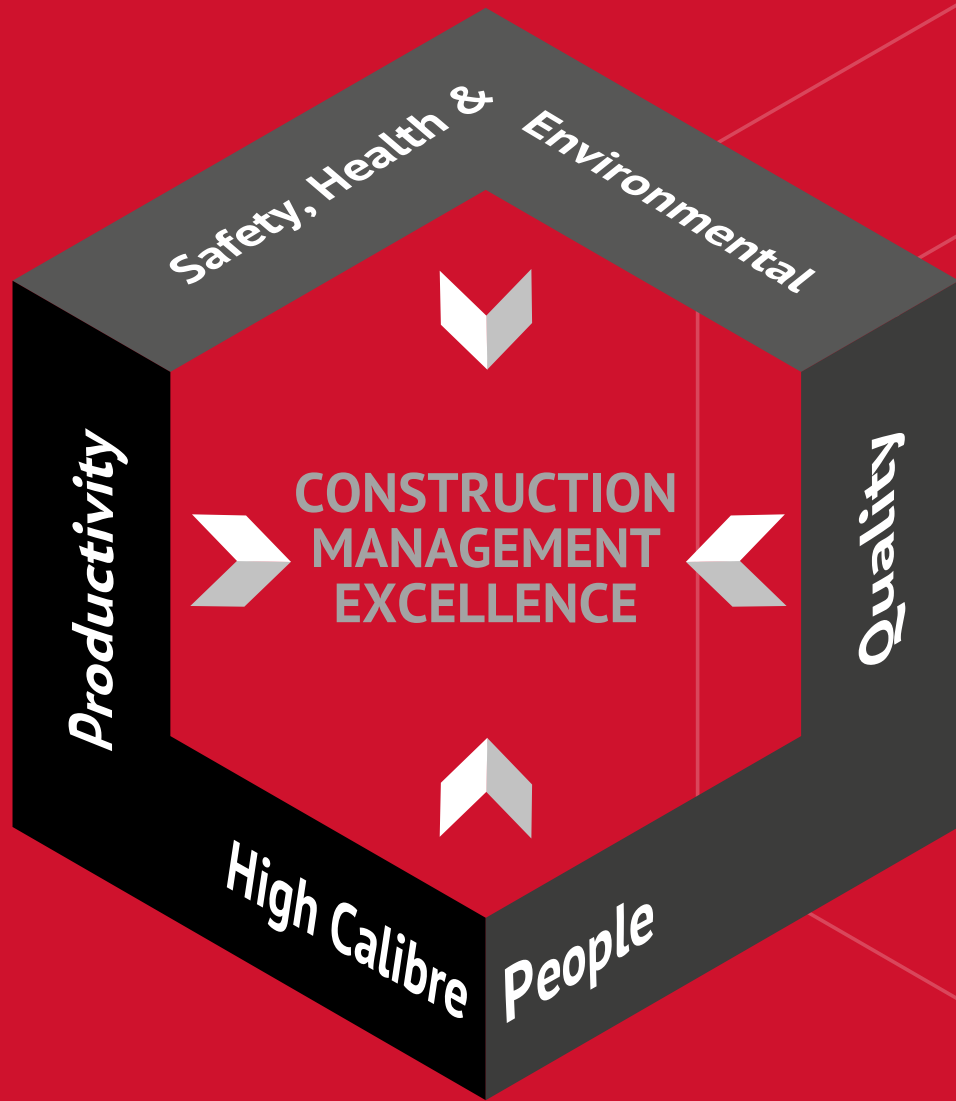 Safety, Health & Environmental
Productivity
CONSTRUCTION
MANAGEMENT
EXCELLENCE
Quality
High Calibre People